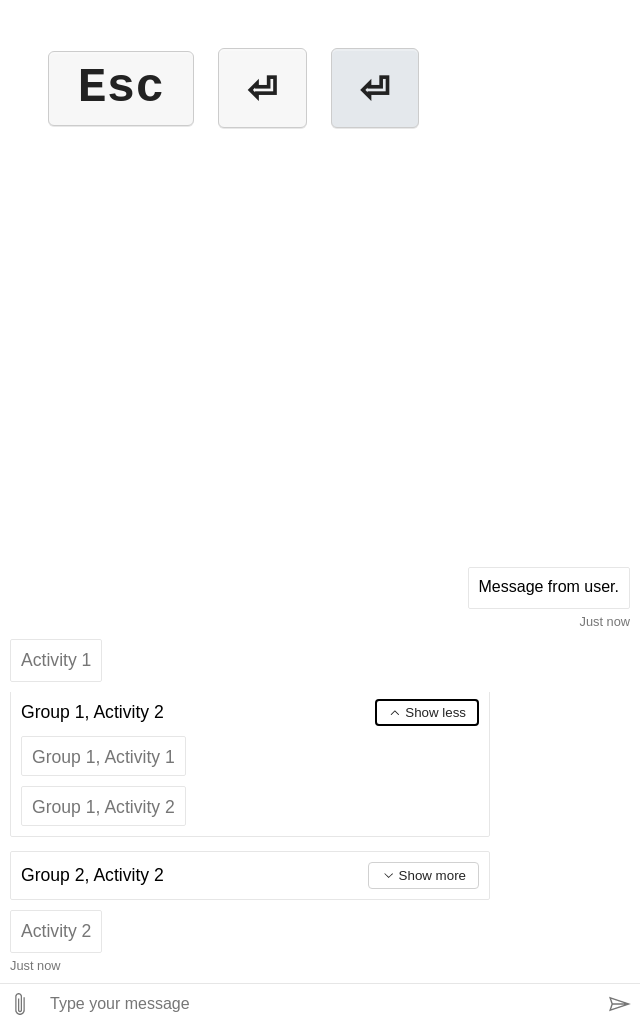 Esc ⏎ ⏎
Message from user.
Just now
Activity 1
Group 1, Activity 2 Show less
Group 1, Activity 1
Group 1, Activity 2
Group 2, Activity 2 Show more
Activity 2
Just now
Type your message